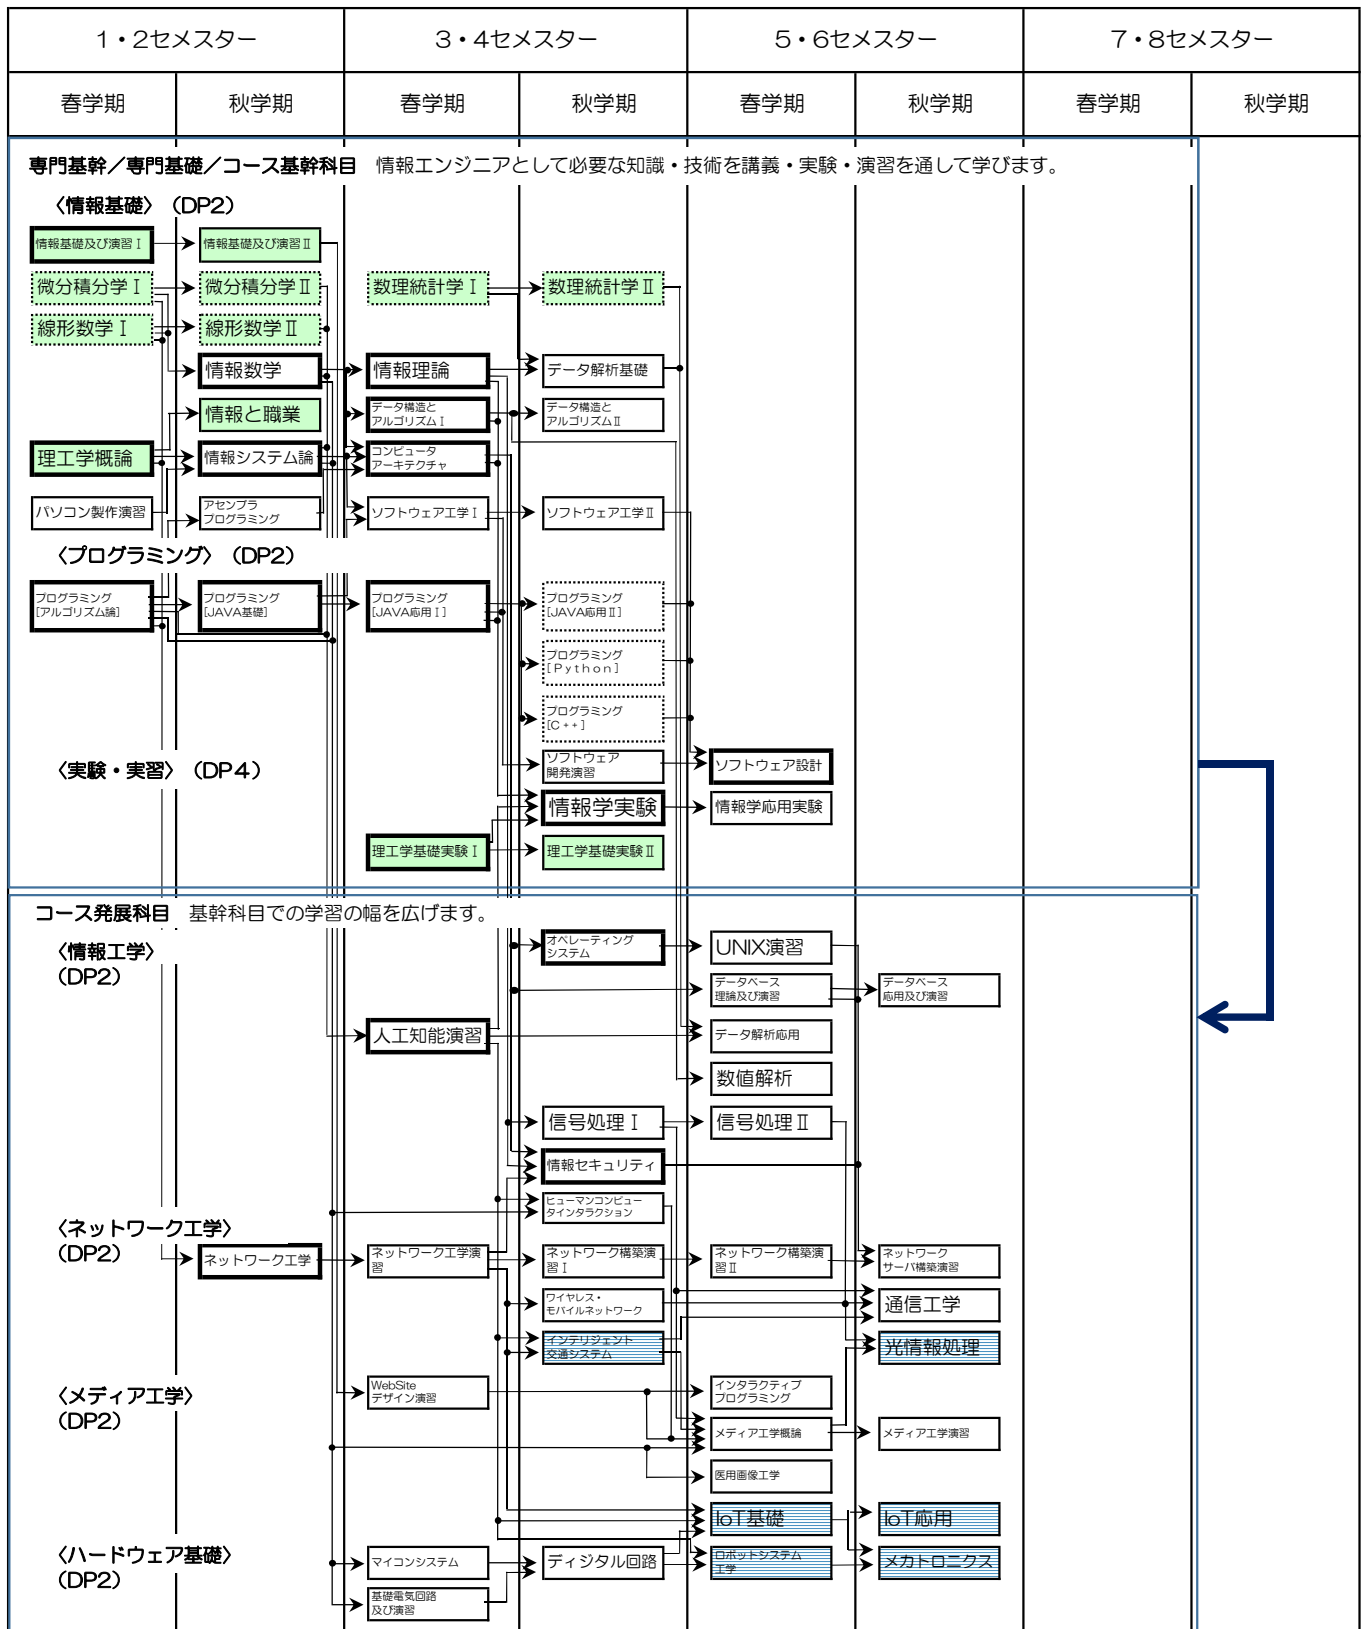 1・2セメスター
3・4セメスター
5・6セメスター
7・8セメスター
春学期
秋学期
春学期
秋学期
春学期
秋学期
春学期
秋学期
専門基幹／専門基礎／コース基幹科目　情報エンジニアとして必要な知識・技術を講義・実験・演習を通して学びます。
〈情報基礎〉（DP2）
情報基礎及び演習Ⅰ
情報基礎及び演習Ⅱ
微分積分学Ⅰ
微分積分学Ⅱ
数理統計学Ⅰ
数理統計学Ⅱ
線形数学Ⅰ
線形数学Ⅱ
情報数学
情報理論
データ解析基礎
情報と職業
データ構造と
アルゴリズムⅠ
データ構造と
アルゴリズムⅡ
理工学概論
情報システム論
コンピュータ
アーキテクチャ
パソコン製作演習
アセンブラ
プログラミング
ソフトウェア工学Ⅰ
ソフトウェア工学Ⅱ
〈プログラミング〉（DP2）
プログラミング
[アルゴリズム論]
プログラミング
[JAVA基礎]
プログラミング
[JAVA応用Ⅰ]
プログラミング
[JAVA応用Ⅱ]
プログラミング
[Python]
プログラミング
[C++]
〈実験・実習〉（DP4）
ソフトウェア
開発演習
ソフトウェア設計
情報学実験
情報学応用実験
理工学基礎実験Ⅰ
理工学基礎実験Ⅱ
コース発展科目　基幹科目での学習の幅を広げます。
〈情報工学〉
（DP2）
オペレーティング
システム
UNIX演習
データベース
理論及び演習
データベース
応用及び演習
人工知能演習
データ解析応用
数値解析
信号処理Ⅰ
信号処理Ⅱ
情報セキュリティ
ヒューマンコンピュー
タインタラクション
〈ネットワーク工学〉
（DP2）
ネットワーク工学
ネットワーク工学演
習
ネットワーク構築演
習Ⅰ
ネットワーク構築演
習Ⅱ
ネットワーク
サーバ構築演習
ワイヤレス・
モバイルネットワーク
通信工学
インテリジェント
交通システム
光情報処理
〈メディア工学〉
（DP2）
WebSite
デザイン演習
インタラクティブ
プログラミング
メディア工学概論
メディア工学演習
医用画像工学
IoT基礎
IoT応用
〈ハードウェア基礎〉
（DP2）
マイコンシステム
ディジタル回路
ロボットシステム
工学
メカトロニクス
基礎電気回路
及び演習